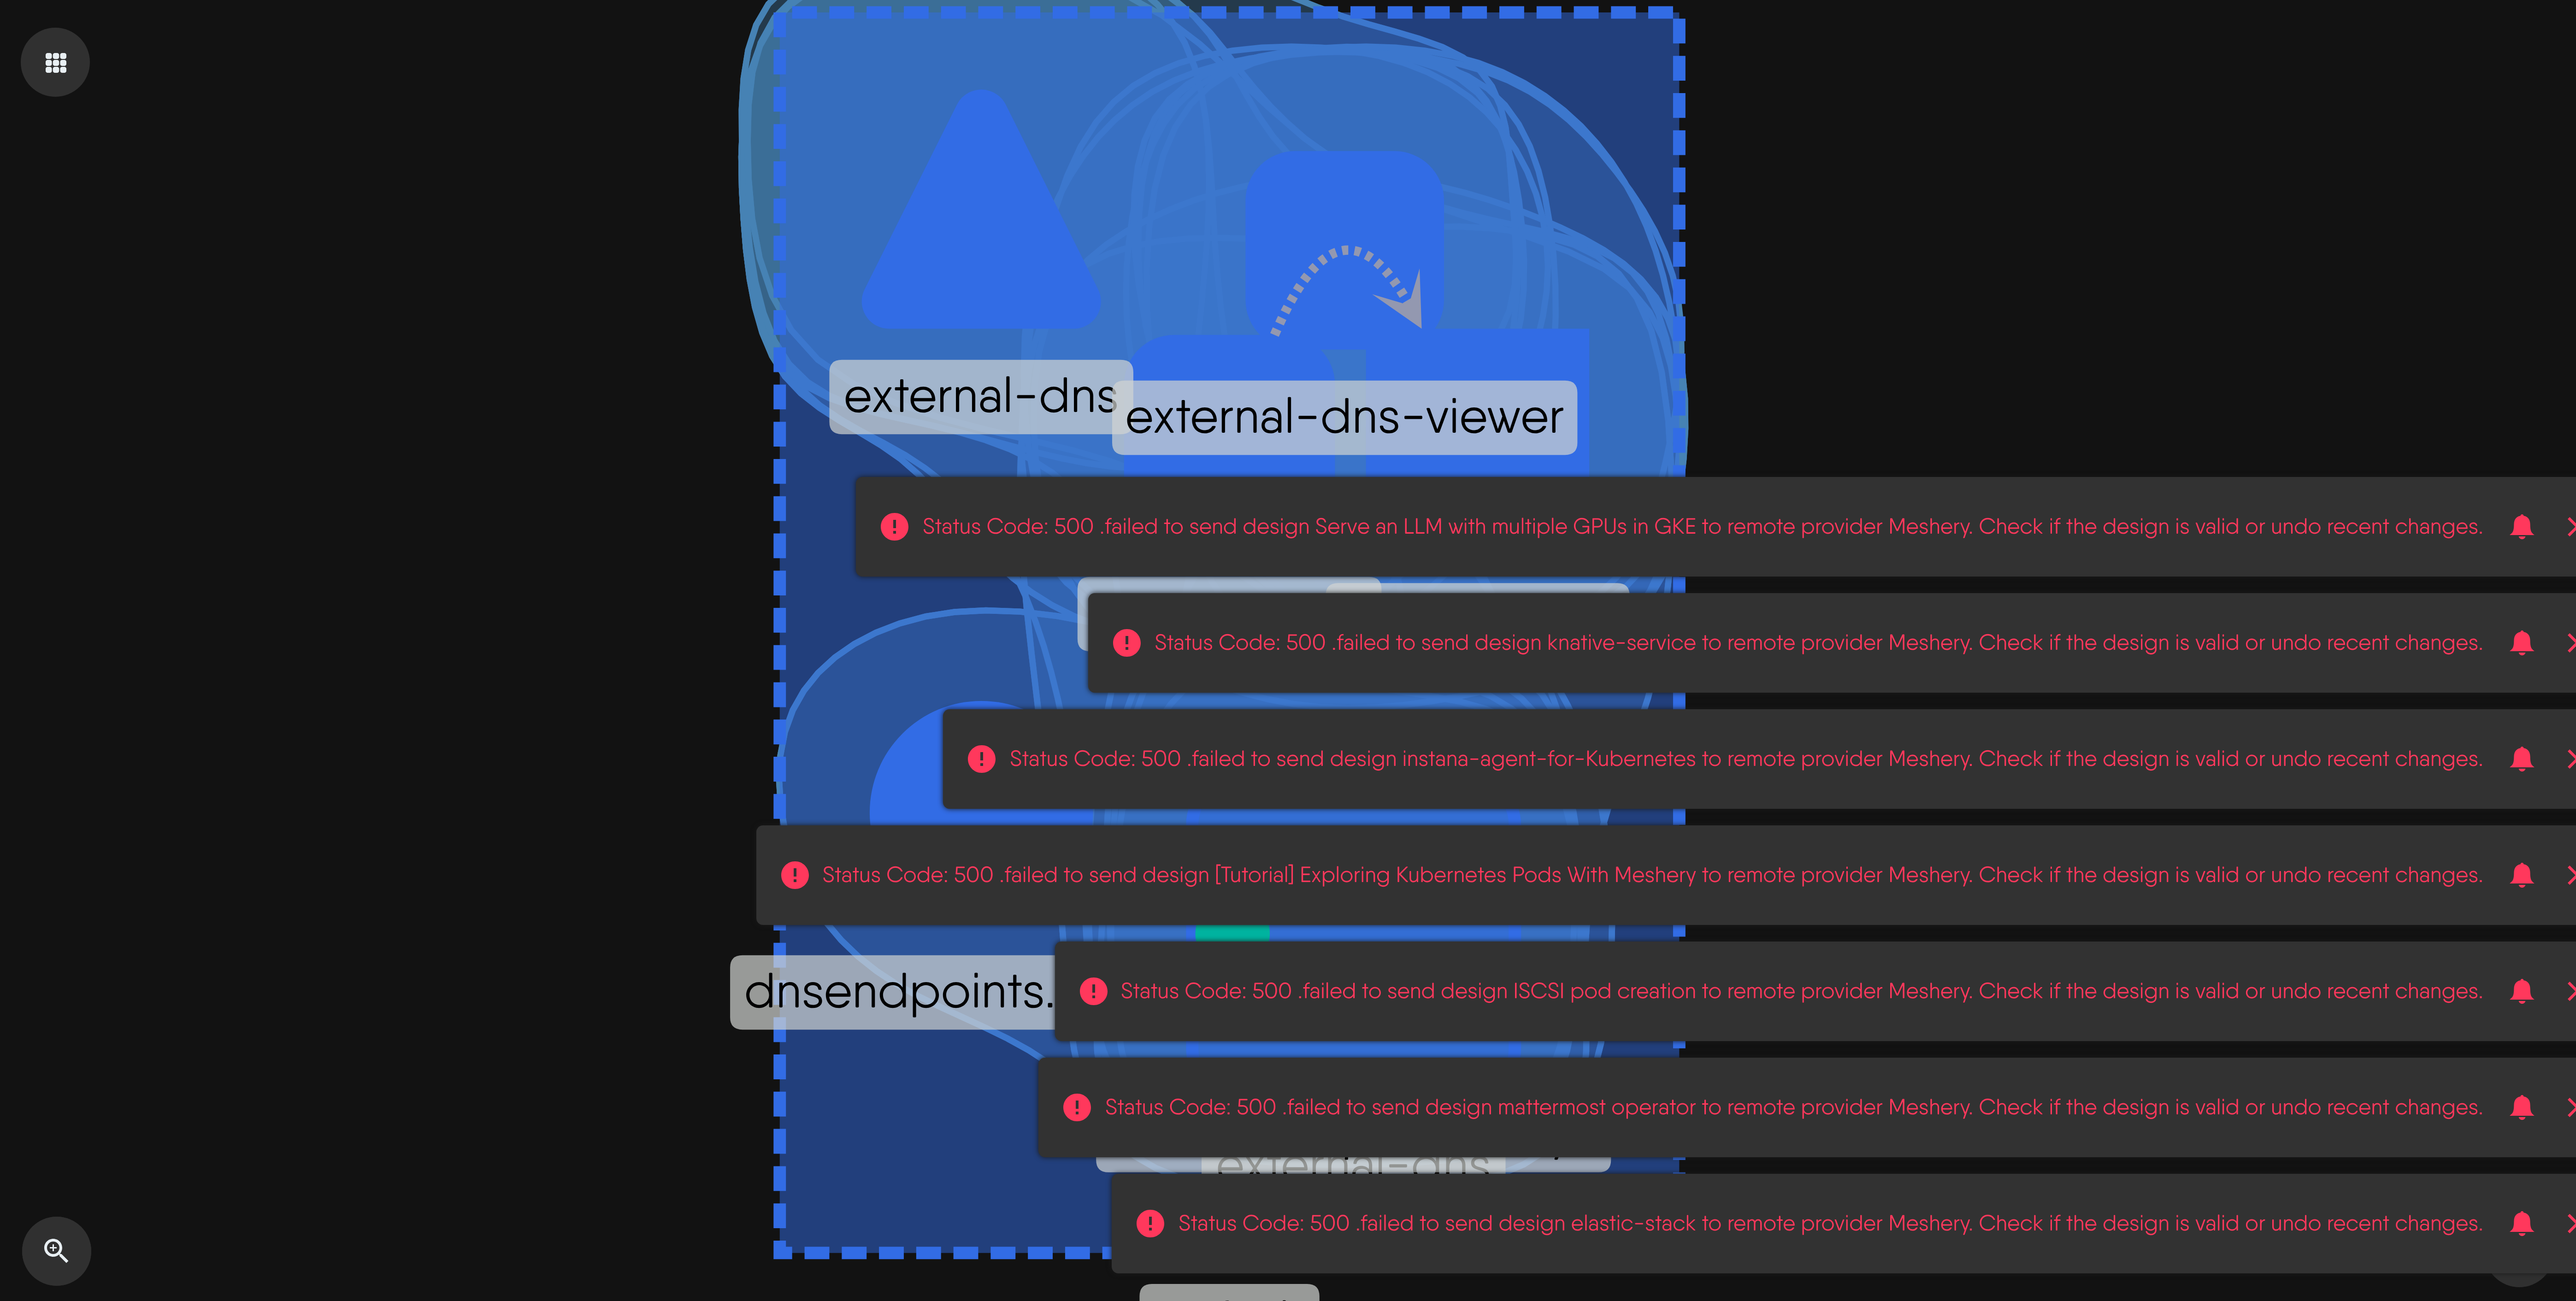 external-dns
external-dns-viewer
Status Code: 500 .failed to send design Serve an LLM with multiple GPUs in GKE to remote provider Meshery. Check if the design is valid or undo recent changes.
Status Code: 500 .failed to send design knative-service to remote provider Meshery. Check if the design is valid or undo recent changes.
Status Code: 500 .failed to send design instana-agent-for-Kubernetes to remote provider Meshery. Check if the design is valid or undo recent changes.
Status Code: 500 .failed to send design [Tutorial] Exploring Kubernetes Pods With Meshery to remote provider Meshery. Check if the design is valid or undo recent changes.
dnsendpoints.
Status Code: 500 .failed to send design ISCSI pod creation to remote provider Meshery. Check if the design is valid or undo recent changes.
Status Code: 500 .failed to send design mattermost operator to remote provider Meshery. Check if the design is valid or undo recent changes.
external-dns
Status Code: 500 .failed to send design elastic-stack to remote provider Meshery. Check if the design is valid or undo recent changes.